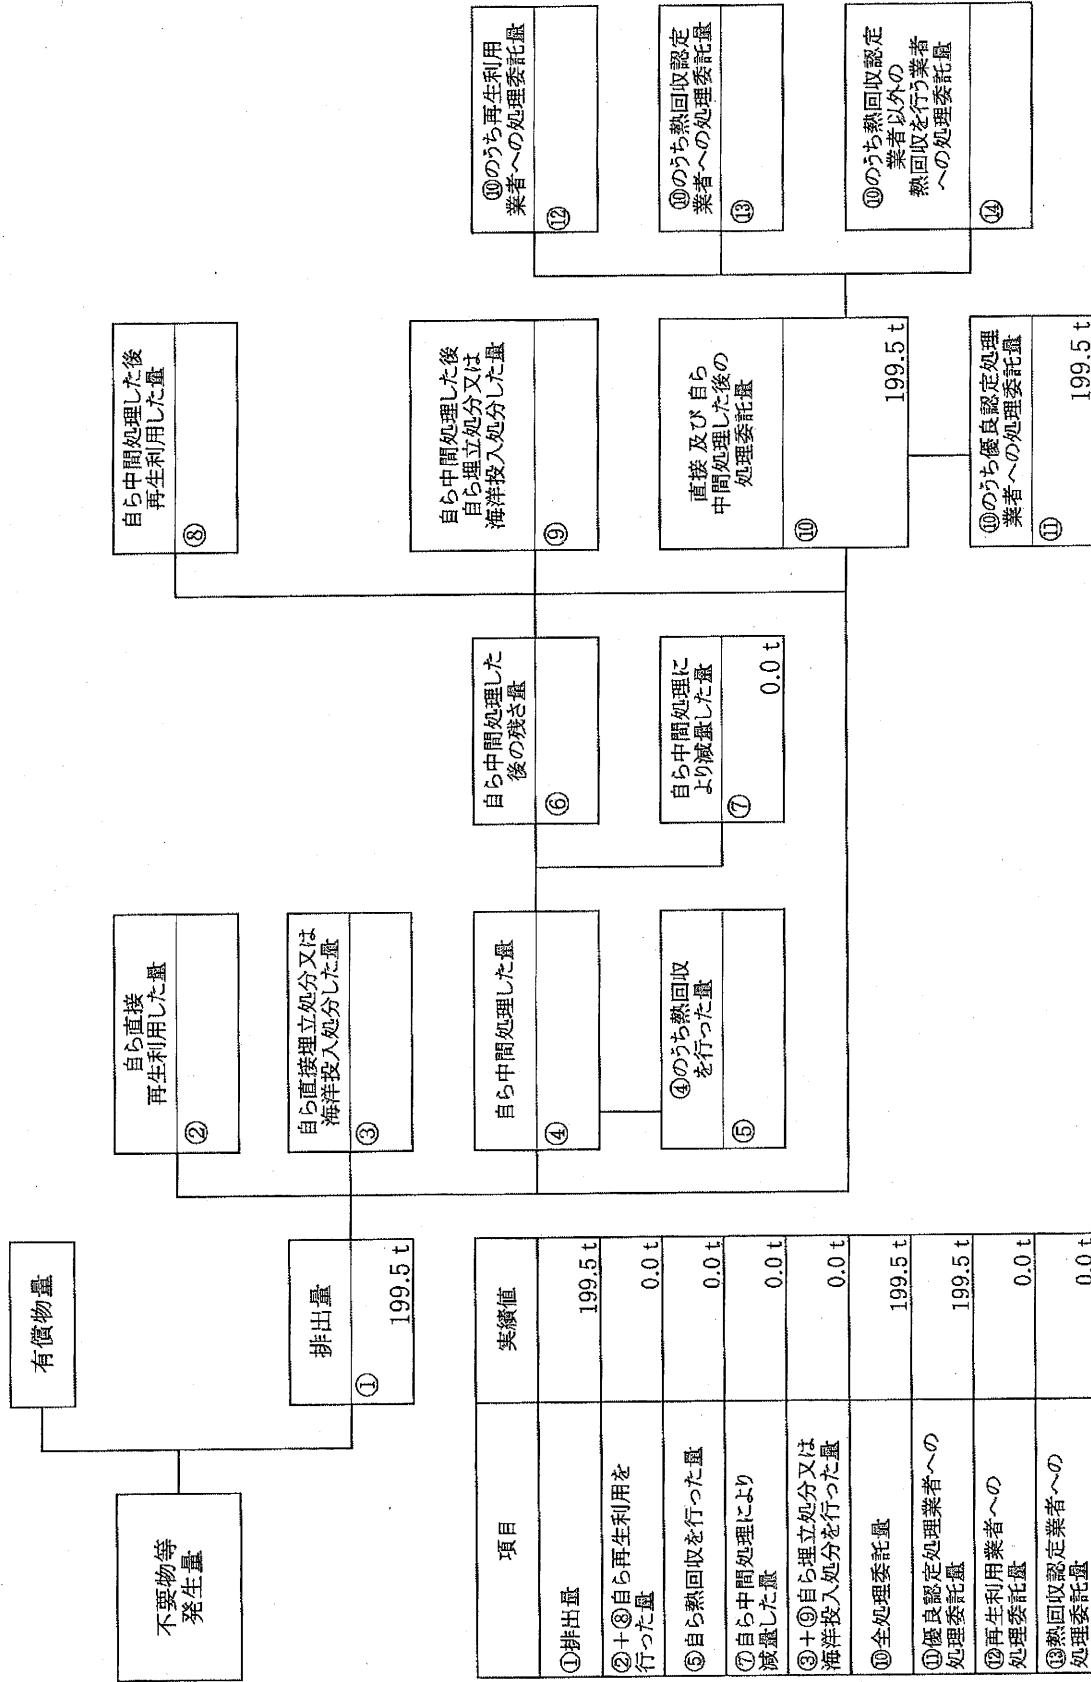 不要物等
発生量
有償物量
排出量
①
199.5 t
自ら直接
再生利用した量
②
自ら直接埋立処分又は
海洋投入処分した量
③
自ら中間処理した量
④
④のうち熱回収
を行った量
⑤
自ら中間処理した
後の残さ量
⑥
自ら中間処理に
より減量した量
⑦
0.0 t
自ら中間処理した後
再生利用した量
⑧
自ら中間処理した後
自ら埋立処分又は
海洋投入処分した量
⑨
直接 及び 自ら
中間処理した後の
処理委託量
⑩
199.5 t
⑩のうち優良認定処理
業者への処理委託量
⑪
199.5 t
⑩のうち再生利用
業者への処理委託量
⑫
⑩のうち熱回収認定
業者への処理委託量
⑬
⑩のうち熱回収認定
業者以外の
熱回収を行う業者
への処理委託量
⑭
項目 実績値
①排出量 199.5 t
②+⑧自ら再生利用を
行った量 0.0 t
⑤自ら熱回収を行った量 0.0 t
⑦自ら中間処理により
減量した量 0.0 t
③+⑨自ら埋立処分又は
海洋投入処分を行った量 0.0 t
⑩全処理委託量 199.5 t
⑪優良認定処理業者への
処理委託量 199.5 t
⑫再生利用業者への
処理委託量 0.0 t
⑬熱回収認定業者への
処理委託量 0.0 t